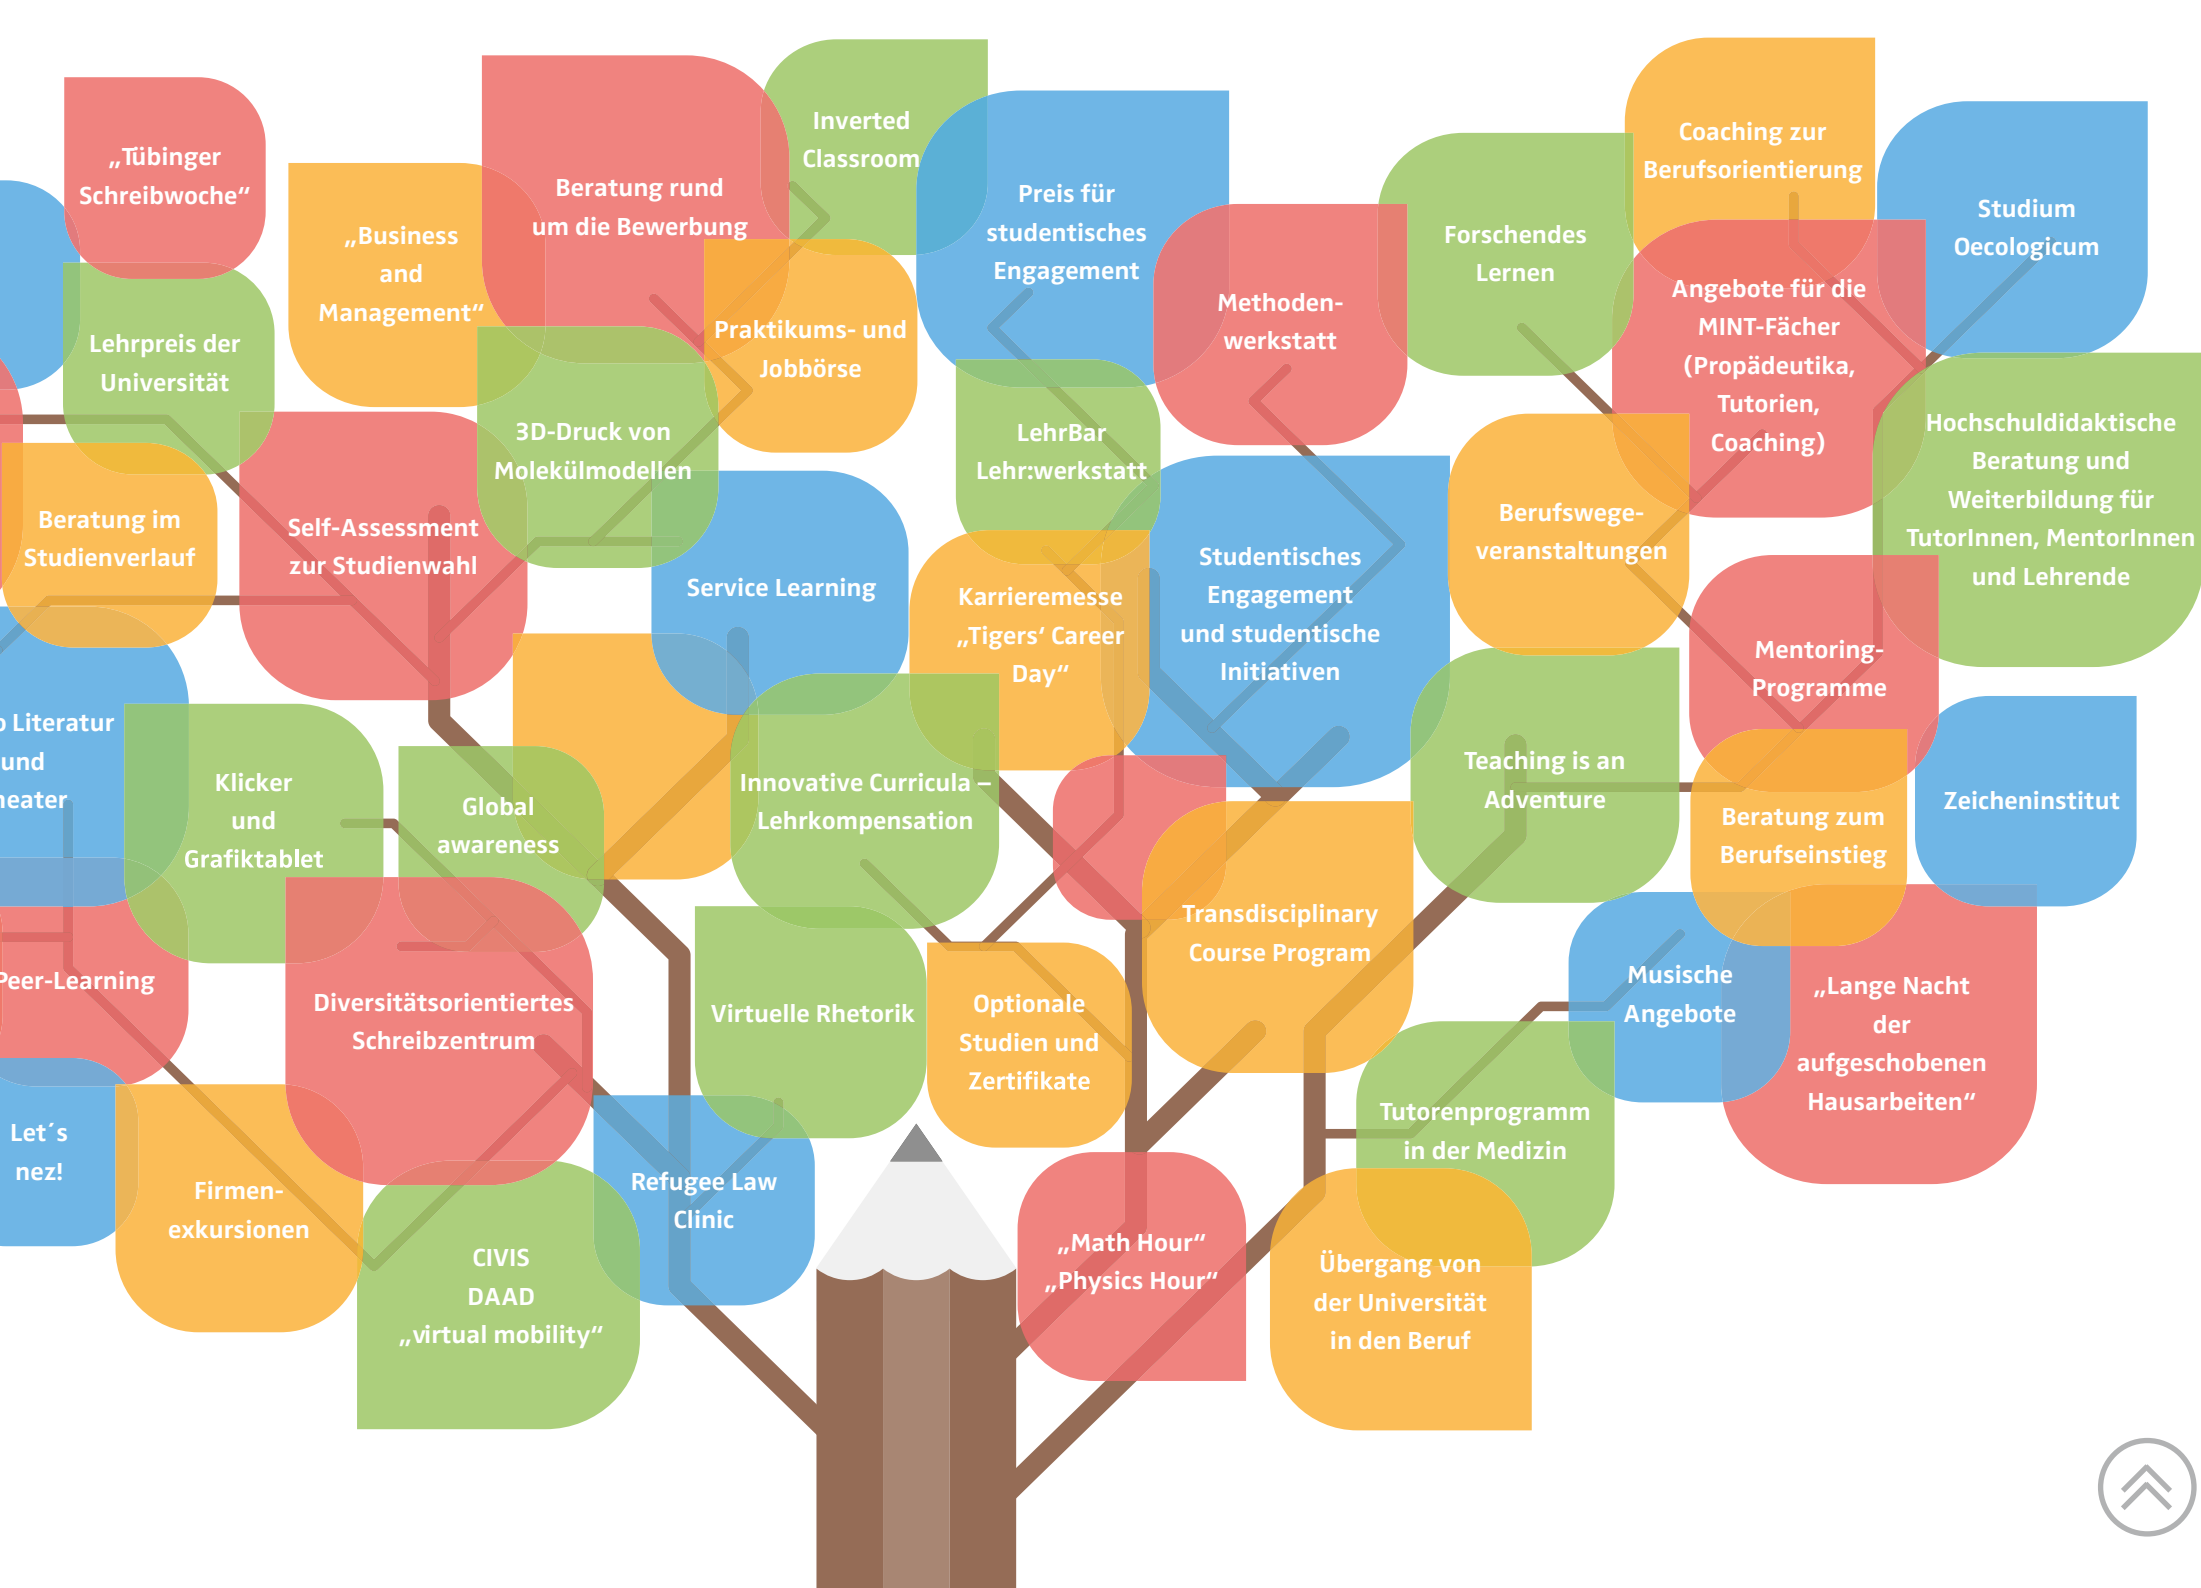 „Tübinger
Schreibwoche“
„Business
and
Management“
Beratung rund
um die Bewerbung
Inverted
Classroom
Preis für
studentisches
Engagement
Methoden-
werkstatt
Forschendes
Lernen
Coaching zur
Berufsorientierung
Studium
Oecologicum
Lehrpreis der
Universität
Praktikums- und
Jobbörse
Angebote für die
MINT-Fächer
(Propädeutika,
Tutorien,
Coaching)
3D-Druck von
Molekülmodellen
LehrBar
Lehr:werkstatt
Hochschuldidaktische
Beratung und
Weiterbildung für
TutorInnen, MentorInnen
und Lehrende
Beratung im
Studienverlauf
Self-Assessment
zur Studienwahl
Service Learning
Karrieremesse
„Tigers‘ Career
Day“
Studentisches
Engagement
und studentische
Initiativen
Berufswege-
veranstaltungen
Mentoring-
Programme
Literatur
und
Klicker
und
Grafiktablet
Global
awareness
Innovative Curricula –
Lehrkompensation
Teaching is an
Adventure
Beratung zum
Berufseinstieg
Zeicheninstitut
Peer-Learning
Diversitätsorientiertes
Schreibzentrum
Virtuelle Rhetorik
Optionale
Studien und
Zertifikate
Transdisciplinary
Course Program
Musische
Angebote
„Lange Nacht
der
aufgeschobenen
Hausarbeiten“
Let´s
nez!
Firmen-
exkursionen
CIVIS
DAAD
„virtual mobility“
Refugee Law
Clinic
„Math Hour“
„Physics Hour“
Tutorenprogramm
in der Medizin
Übergang von
der Universität
in den Beruf